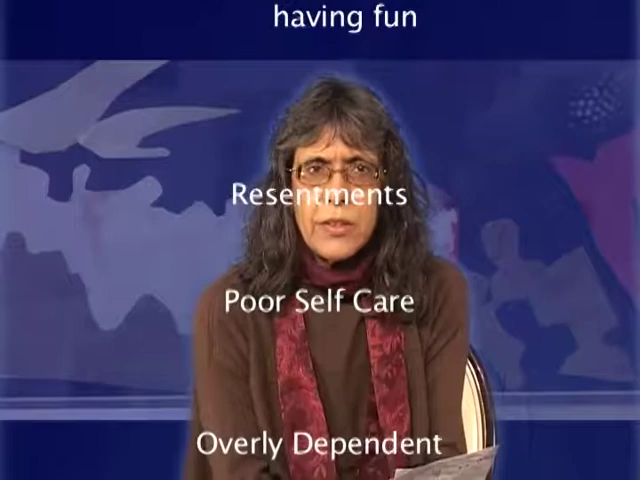 having fun
Resentments
Poor Self Care
Overly Dependent